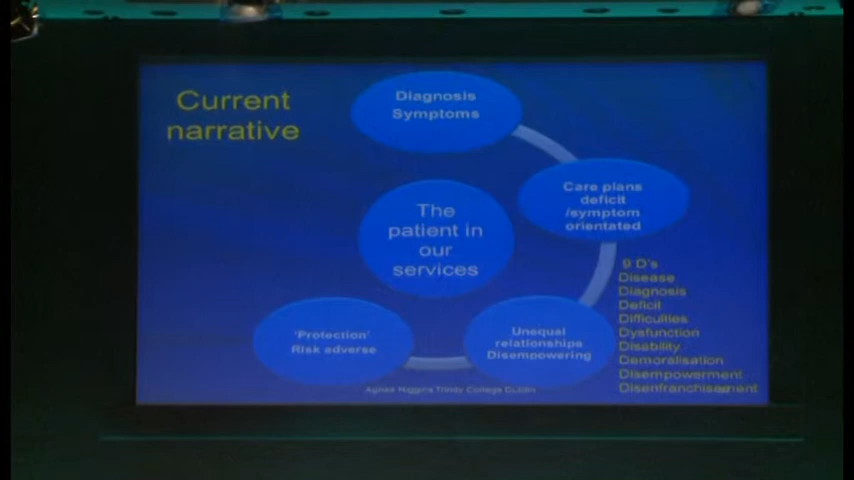 Current
narrative
Diagnosis
Symptoms
Care plans
deficit
/symptom
orientated
The
patient in
our
services
Unequal
relationships
Disempowering
'Protection'
Risk adverse
9 D's
Disease
Diagnosis
Deficit
Difficulties
Dysfunction
Disability
Demoralisation
Disempowerment
Disenfranchisement
Agnes Higgins Trinity College Dublin